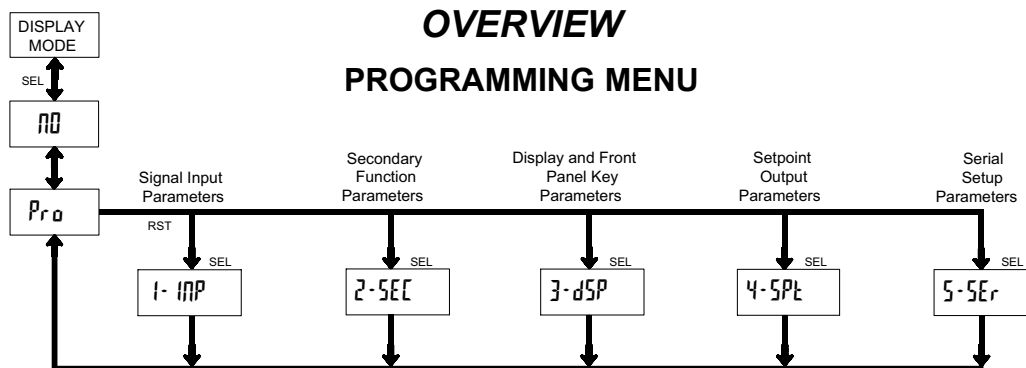 OVERVIEW
PROGRAMMING MENU
DISPLAY
MODE
SEL
NO
Pro
Signal Input
Parameters
RST
SEL
1-INP
Secondary
Function
Parameters
SEL
2-SEC
Display and Front
Panel Key
Parameters
SEL
3-dSP
Setpoint
Output
Parameters
SEL
4-SPt
Serial
Setup
Parameters
SEL
5-SEr